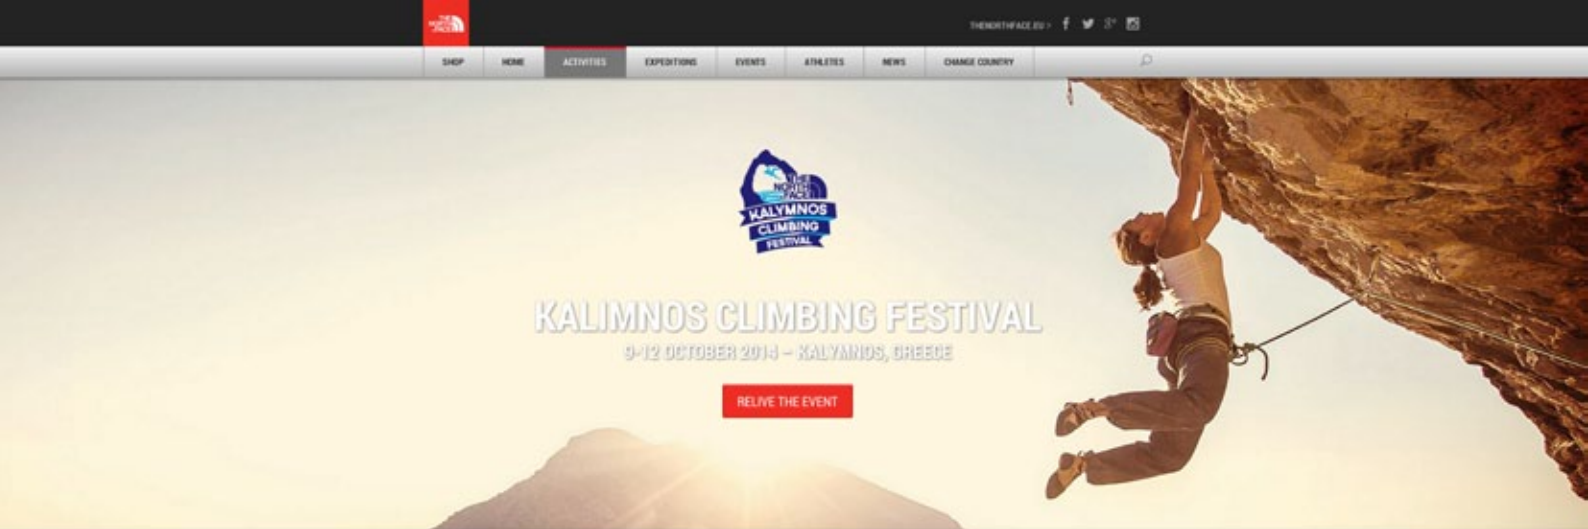 THE
NORTH
FACE
THENORTHFACE.EU >
SHOP
HOME
ACTIVITIES
EXPEDITIONS
EVENTS
ATHLETES
NEWS
CHANGE COUNTRY
THE
NORTH
FACE
KALYMNOS
CLIMBING
FESTIVAL
KALIMNOS CLIMBING FESTIVAL
9-12 OCTOBER 2014 – KALYMNOS, GREECE
RELIVE THE EVENT